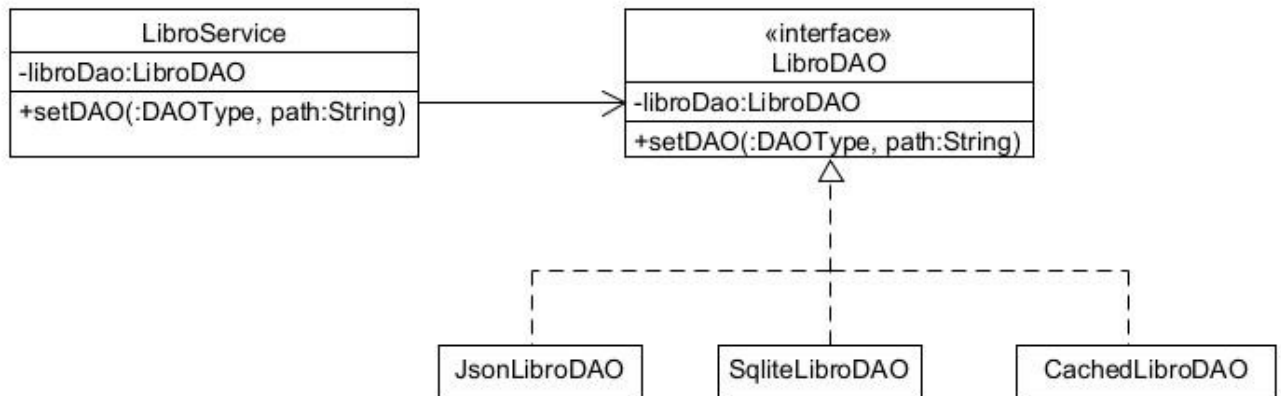 LibroService
-libroDao:LibroDAO
+setDAO(:DAOType, path:String)
«interface»
LibroDAO
-libroDao:LibroDAO
+setDAO(:DAOType, path:String)
JsonLibroDAO
SqliteLibroDAO
CachedLibroDAO